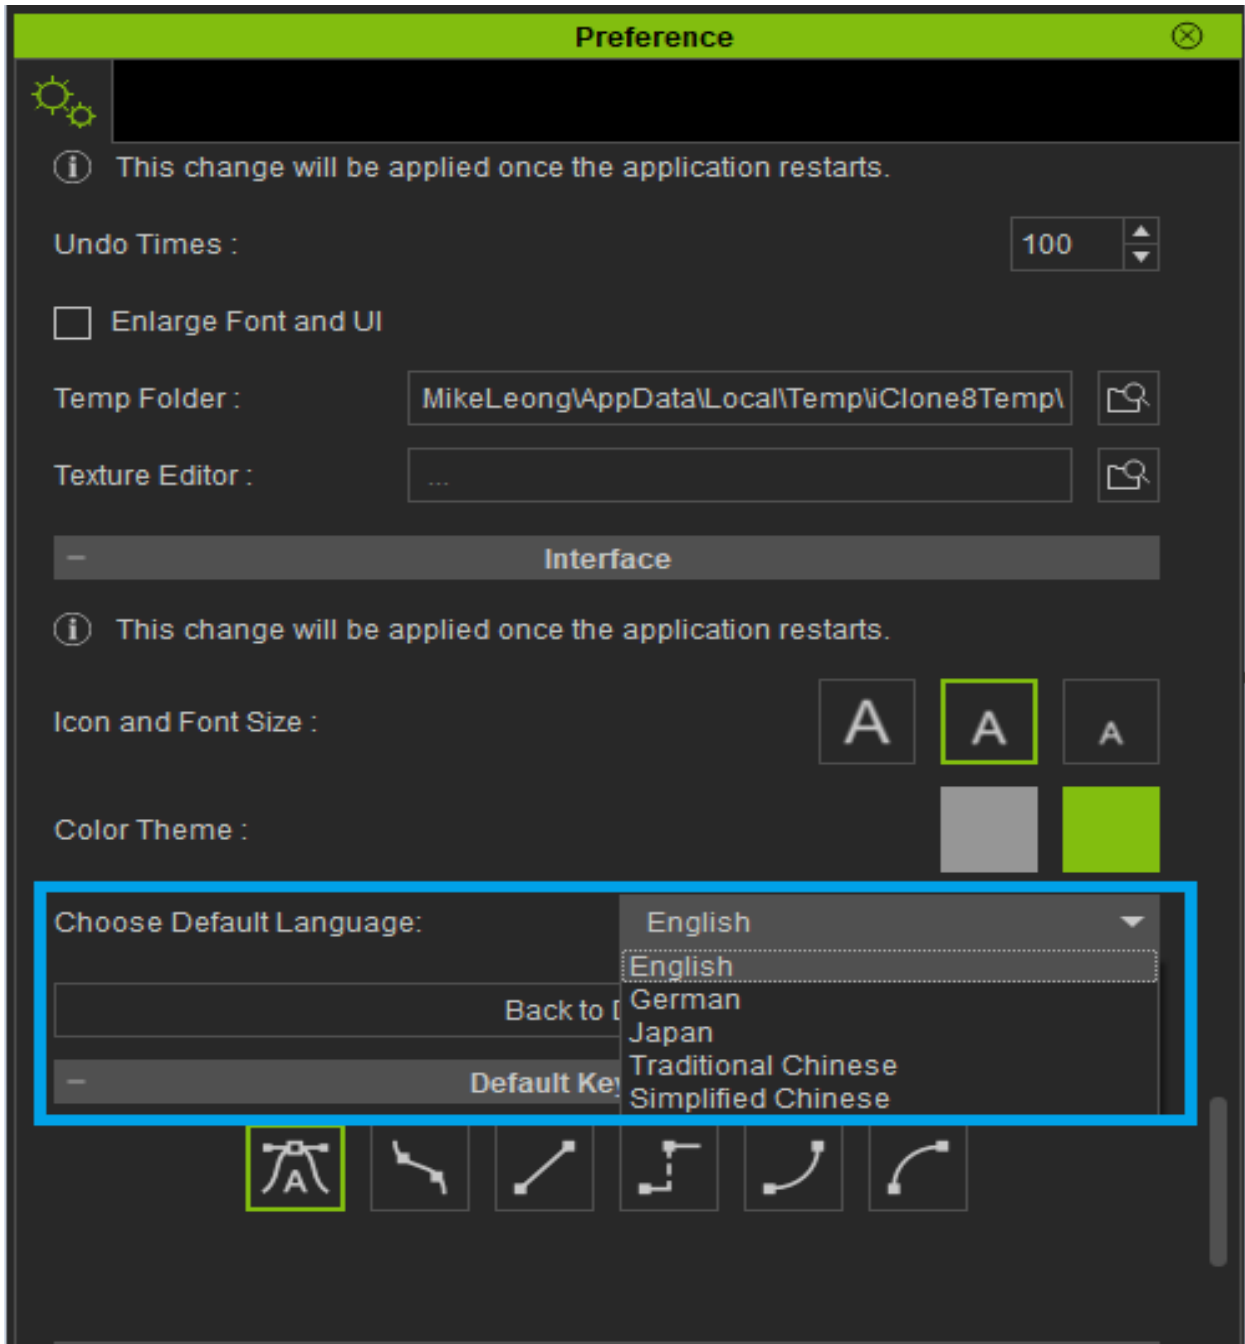 Preference
This change will be applied once the application restarts.
Undo Times : 100
Enlarge Font and UI
Temp Folder : MikeLeong\AppData\Local\Temp\iClone8Temp\
Texture Editor : ...
Interface
This change will be applied once the application restarts.
Icon and Font Size : A A A
Color Theme :
Choose Default Language: English
English
German
Back to
Japan
Traditional Chinese
Default Key
Simplified Chinese
A